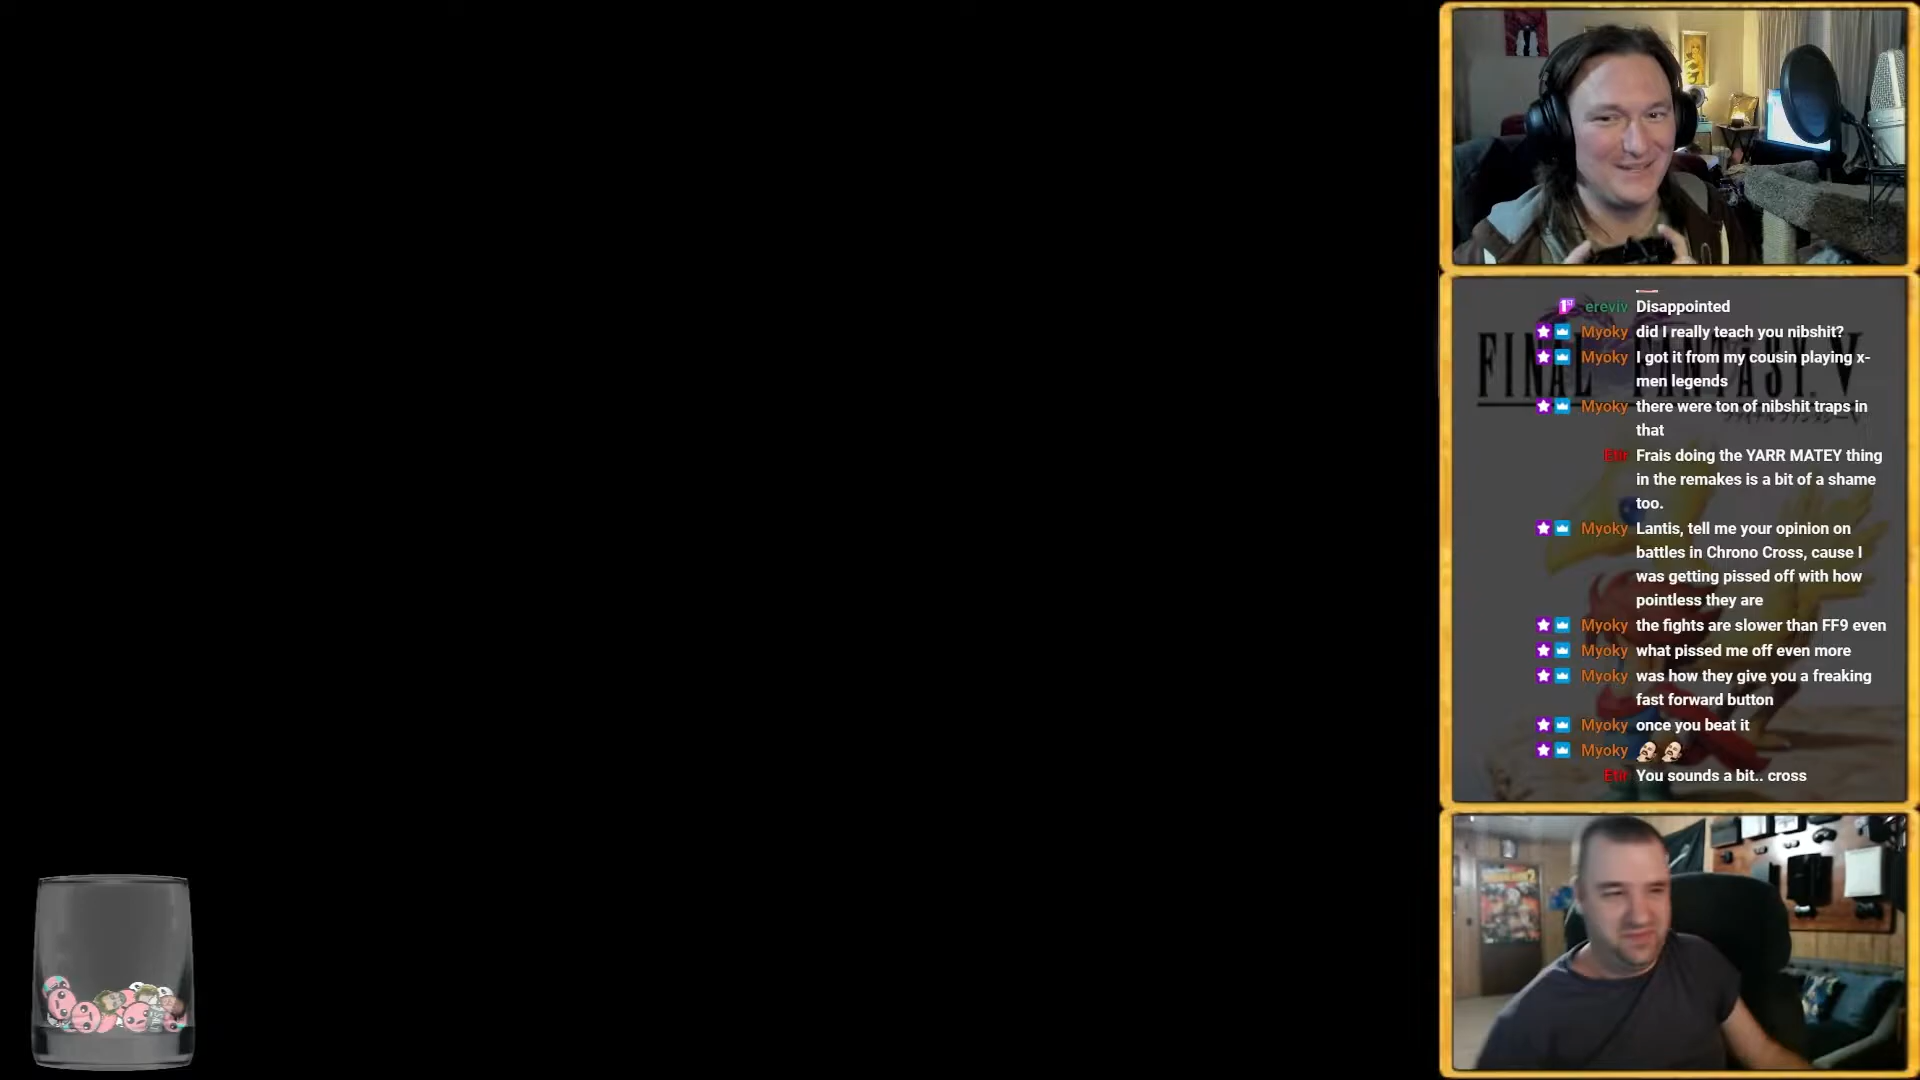 ereviv Disappointed
Myoky did I really teach you nibshit?
Myoky I got it from my cousin playing x-
men legends
FINAL FANTASY V
Myoky there were ton of nibshit traps in
that
Etir Frais doing the YARR MATEY thing
in the remakes is a bit of a shame
too.
Myoky Lantis, tell me your opinion on
battles in Chrono Cross, cause I
was getting pissed off with how
pointless they are
Myoky the fights are slower than FF9 even
Myoky what pissed me off even more
Myoky was how they give you a freaking
fast forward button
Myoky once you beat it
Myoky
Etir You sounds a bit.. cross